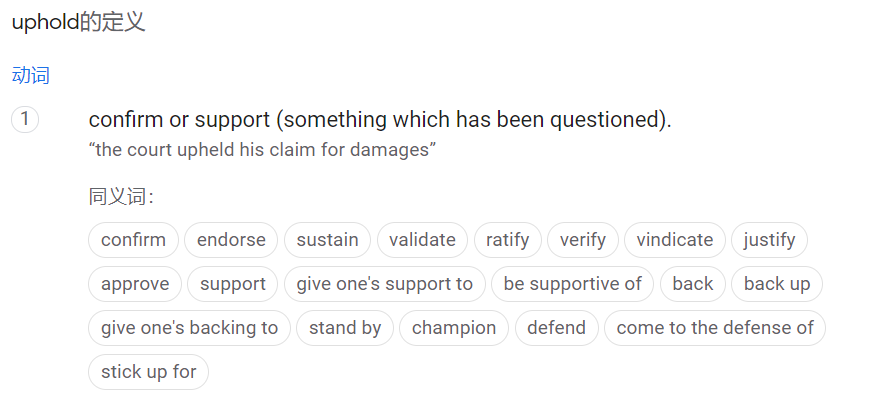 uphold的定义
动词
1 confirm or support (something which has been questioned).
“the court upheld his claim for damages”
同义词：
confirm endorse sustain validate ratify verify vindicate justify
approve support give one's support to be supportive of back back up
give one's backing to stand by champion defend come to the defense of
stick up for